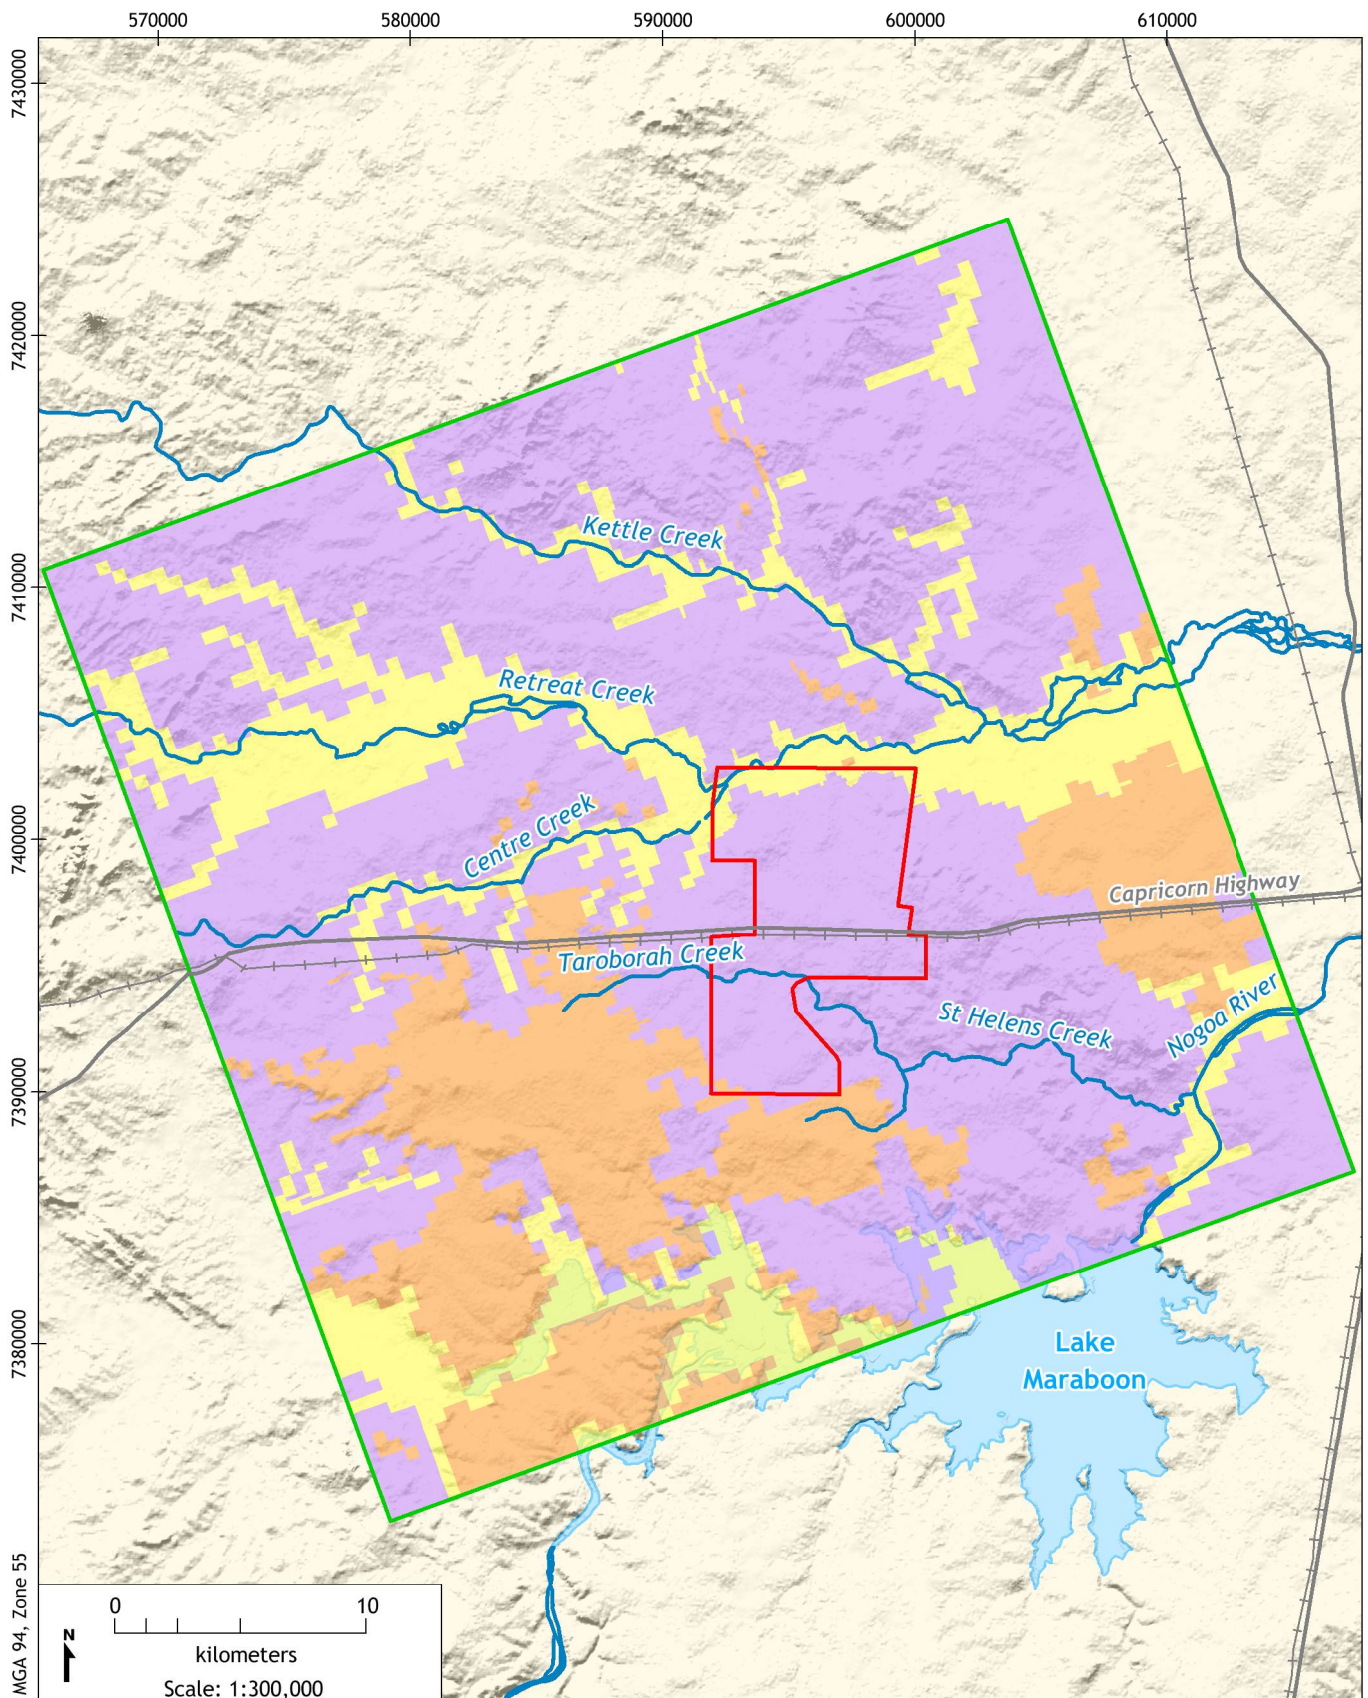 570000 580000 590000 600000 610000
7430000
7420000
7410000
7400000
7390000
7380000
Kettle Creek
Retreat Creek
Centre Creek
Capricorn Highway
Taroborah Creek
St Helens Creek
Nogoa River
Lake
Maraboon
MGA 94, Zone 55
0 10
N
kilometers
Scale: 1:300,000